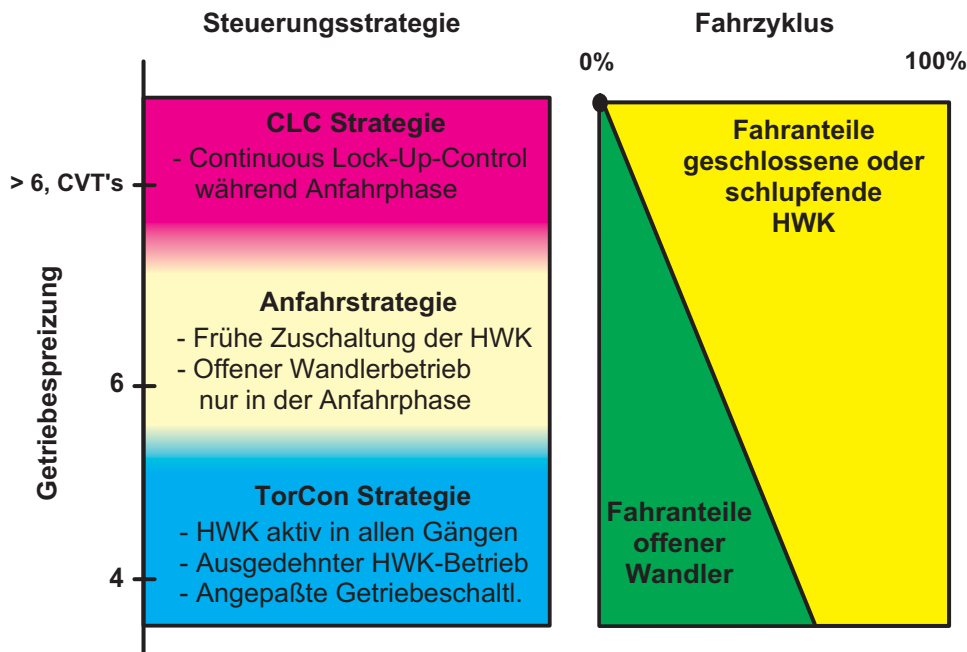 Steuerungsstrategie
Fahrzyklus
0%
100%
CLC Strategie
- Continuous Lock-Up-Control
während Anfahrphase
> 6, CVT's
Fahranteile
geschlossene oder
schlupfende
HWK
Getriebespreizung
Anfahrstrategie
- Frühe Zuschaltung der HWK
- Offener Wandlerbetrieb
nur in der Anfahrphase
6
TorCon Strategie
- HWK aktiv in allen Gängen
- Ausgedehnter HWK-Betrieb
- Angepaßte Getriebeschaltl.
4
Fahranteile
offener
Wandler